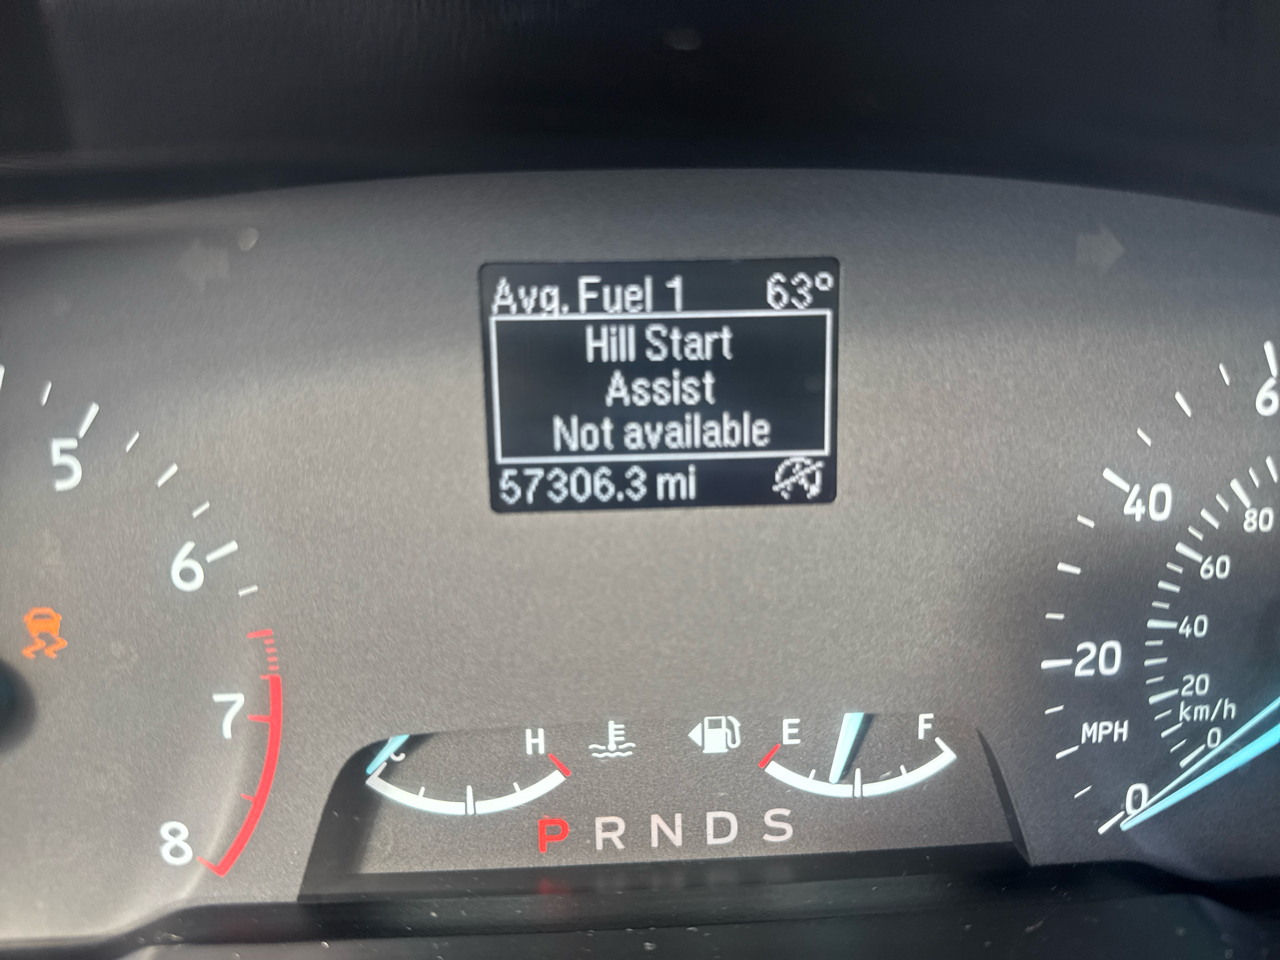 Avg. Fuel 1 63°
Hill Start
Assist
Not available
57306.3 mi
5
6
7
8
6
40
20
MPH
0
80
60
40
20
km/h
0
C H
E F
P R N D S